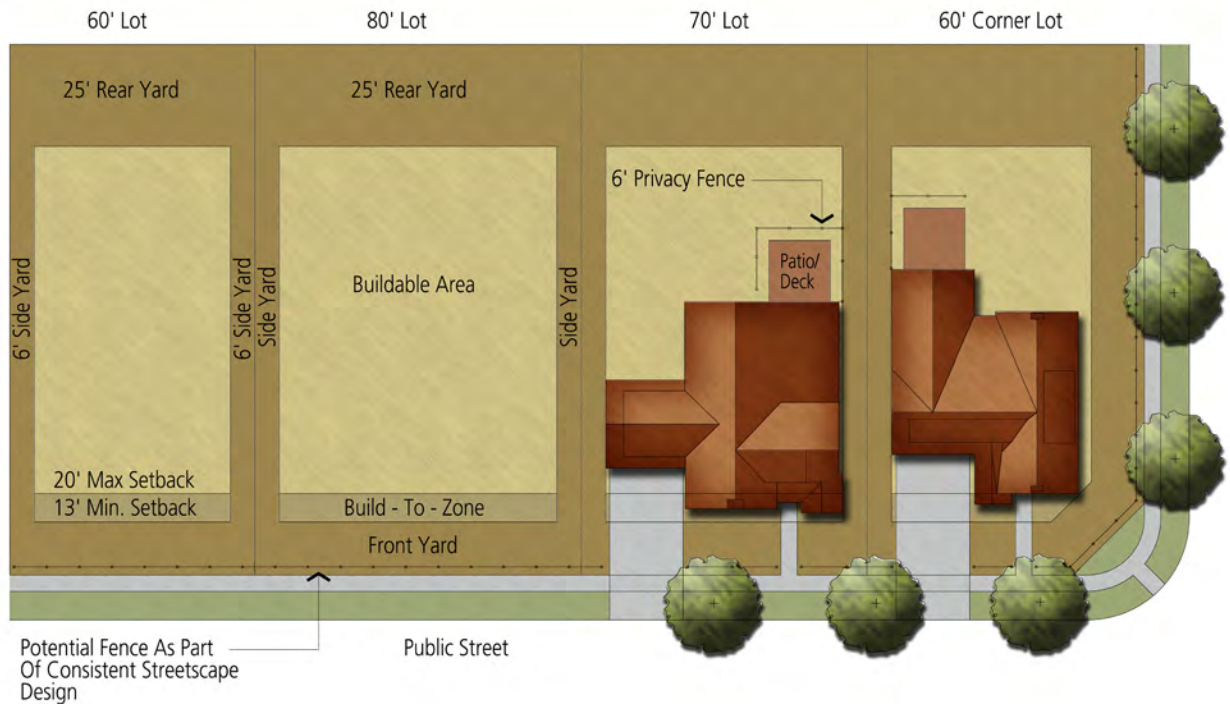 60' Lot
80' Lot
70' Lot
60' Corner Lot
25' Rear Yard
25' Rear Yard
6' Privacy Fence
Patio/
Deck
6' Side Yard
6' Side Yard
Side Yard
Buildable Area
Side Yard
20' Max Setback
13' Min. Setback
Build - To - Zone
Front Yard
Potential Fence As Part
Of Consistent Streetscape
Design
Public Street